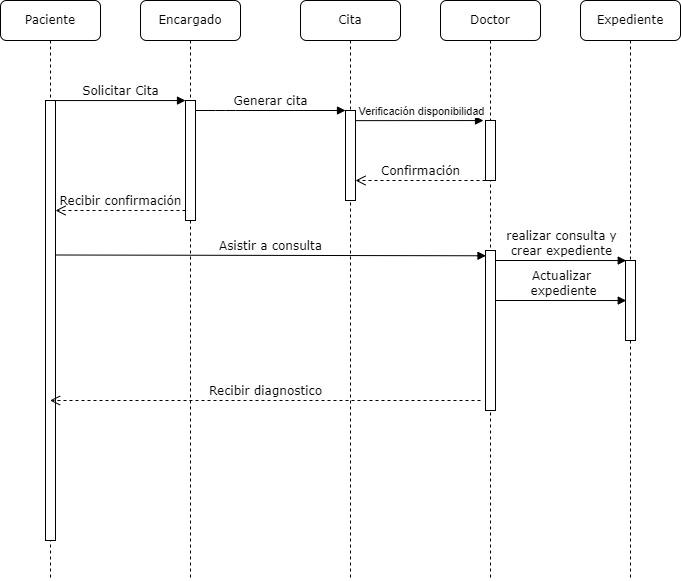 Paciente
Encargado
Cita
Doctor
Expediente
Solicitar Cita
Generar cita
Verificación disponibilidad
Confirmación
Recibir confirmación
Asistir a consulta
realizar consulta y
crear expediente
Actualizar
expediente
Recibir diagnostico